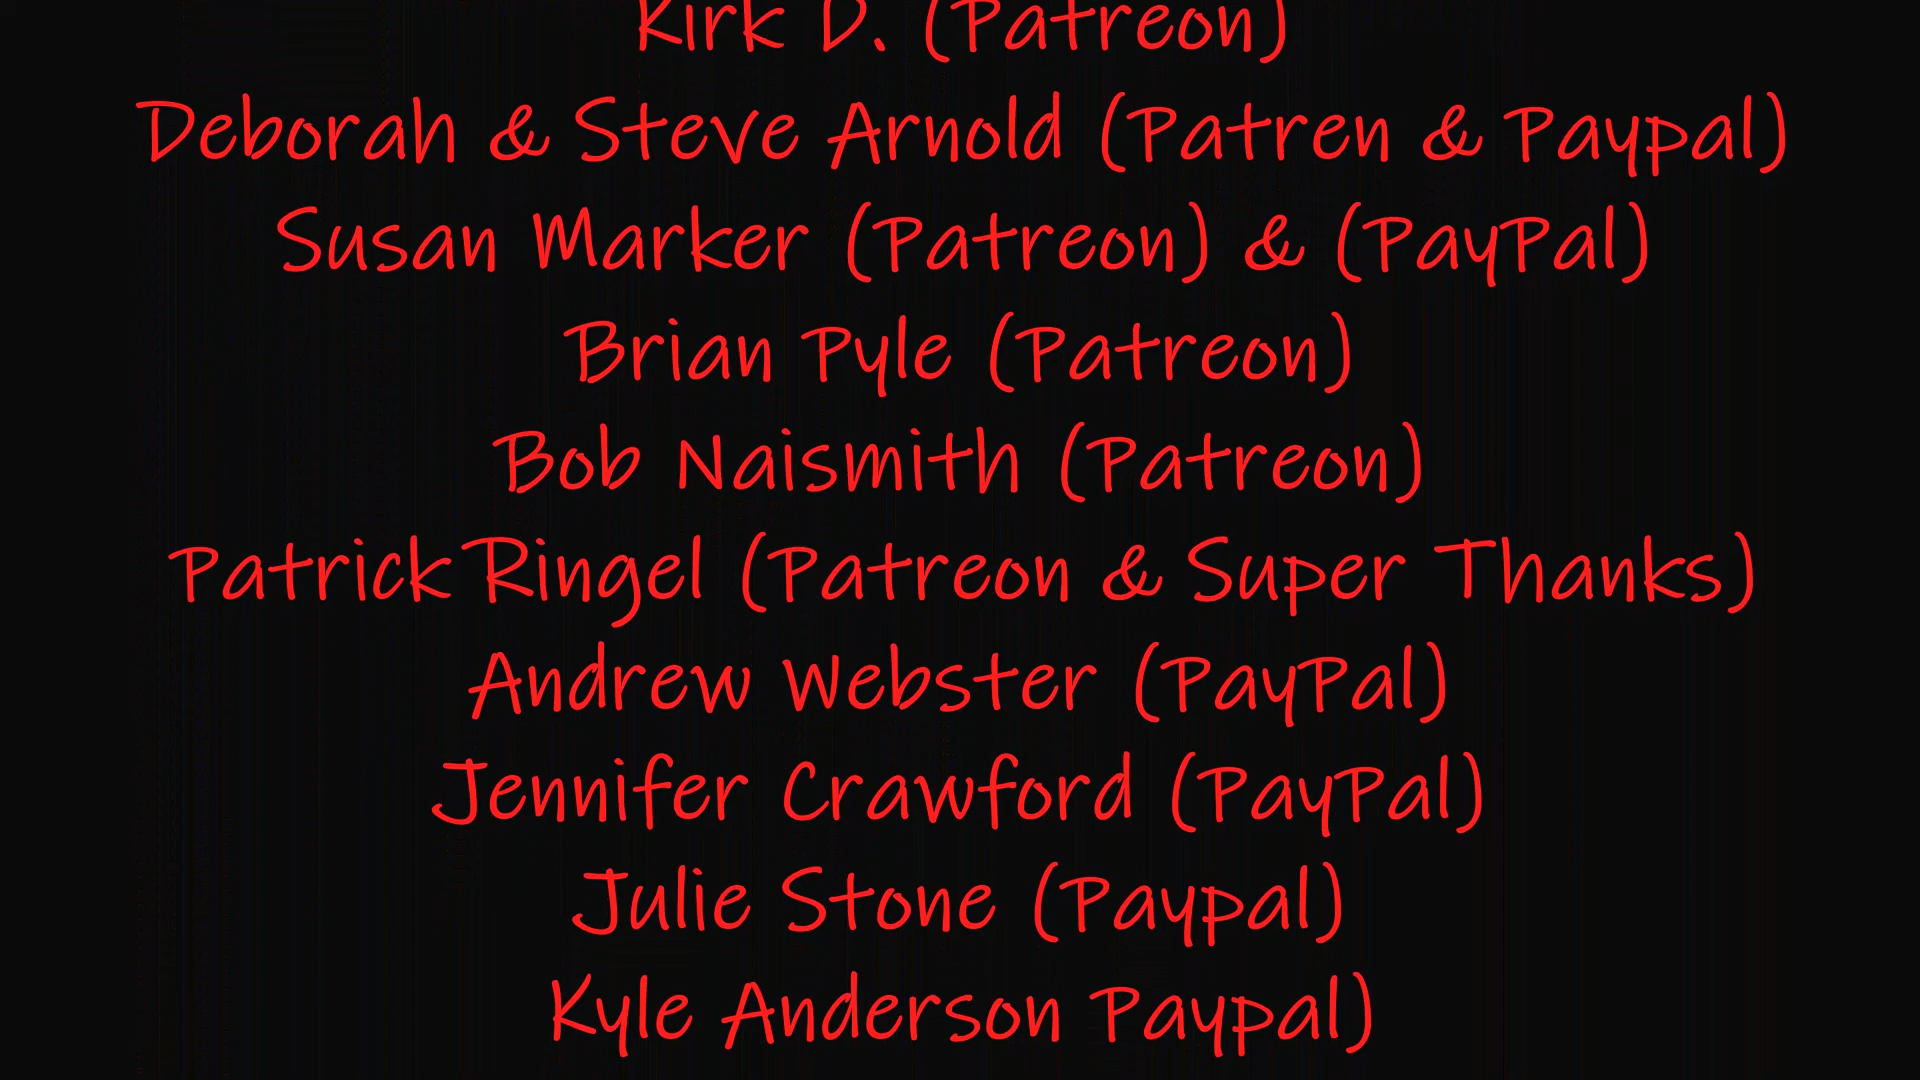 Kirk D. (Patreon)
Deborah & Steve Arnold (Patren & Paypal)
Susan Marker (Patreon) & (PayPal)
Brian Pyle (Patreon)
Bob Naismith (Patreon)
Patrick Ringel (Patreon & Super Thanks)
Andrew Webster (PayPal)
Jennifer Crawford (PayPal)
Julie Stone (Paypal)
Kyle Anderson Paypal)